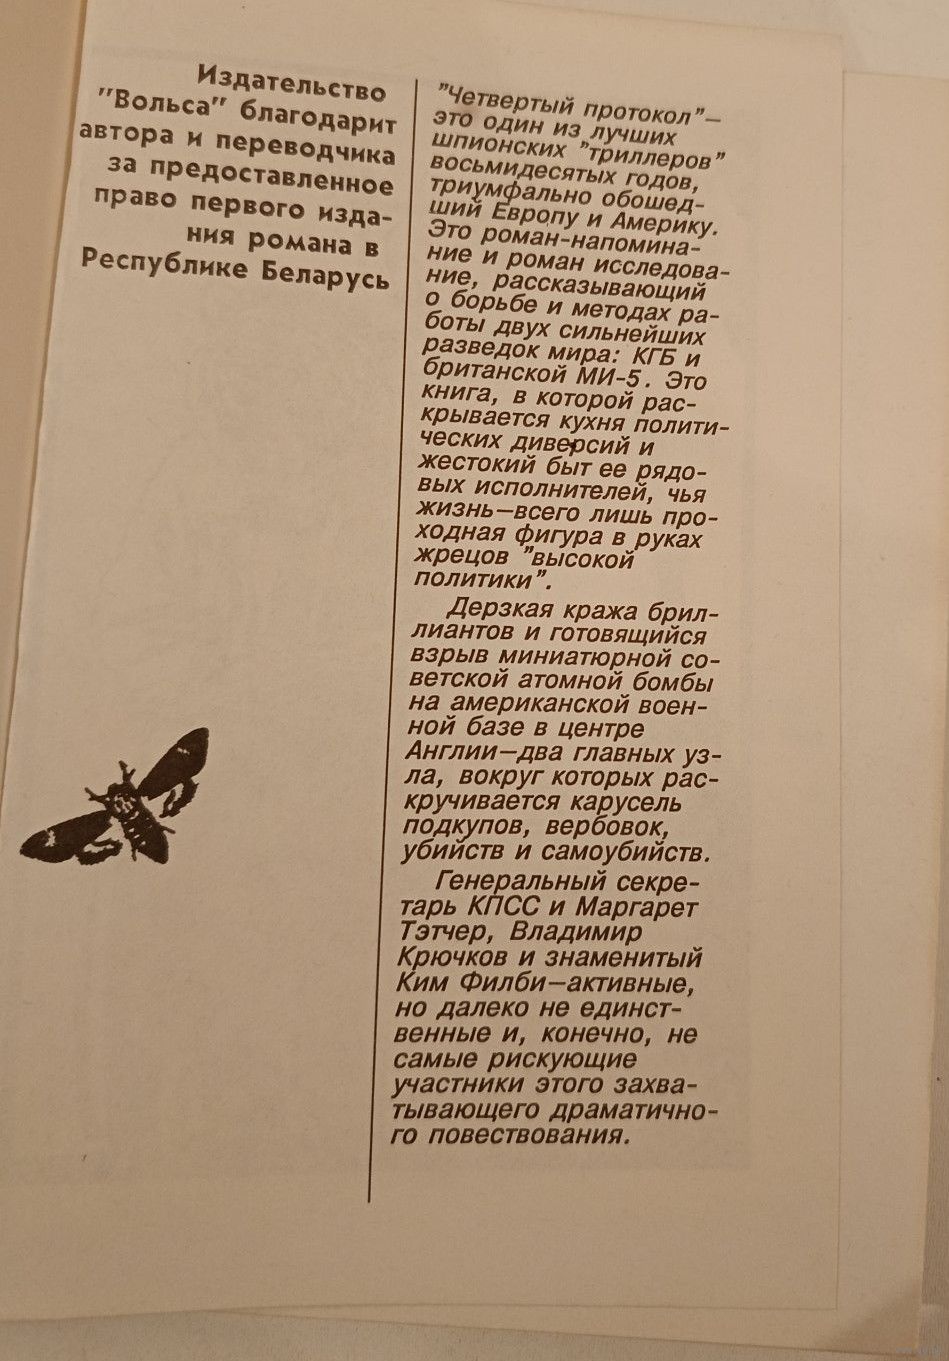 Издательство
"Вольса" благодарит
автора и переводчика
за предоставленное
право первого изда-
ния романа в
Республике Беларусь
"Четвертый протокол"—
это один из лучших
шпионских "триллеров"
восьмидесятых годов,
триумфально обошед-
ший Европу и Америку.
Это роман-напомина-
ние и роман исследова-
ние, рассказывающий
о борьбе и методах ра-
боты двух сильнейших
разведок мира: КГБ и
британской МИ-5. Это
книга, в которой рас-
крывается кухня полити-
ческих диверсий и
жестокий быт ее рядо-
вых исполнителей, чья
жизнь—всего лишь про-
ходная фигура в руках
жрецов "высокой
политики".
Дерзкая кража брил-
лиантов и готовящийся
взрыв миниатюрной со-
ветской атомной бомбы
на американской воен-
ной базе в центре
Англии—два главных уз-
ла, вокруг которых рас-
кручивается карусель
подкупов, вербовок,
убийств и самоубийств.
Генеральный секре-
тарь КПСС и Маргарет
Тэтчер, Владимир
Крючков и знаменитый
Ким Филби—активные,
но далеко не единст-
венные и, конечно, не
самые рискующие
участники этого захва-
тывающего драматично-
го повествования.